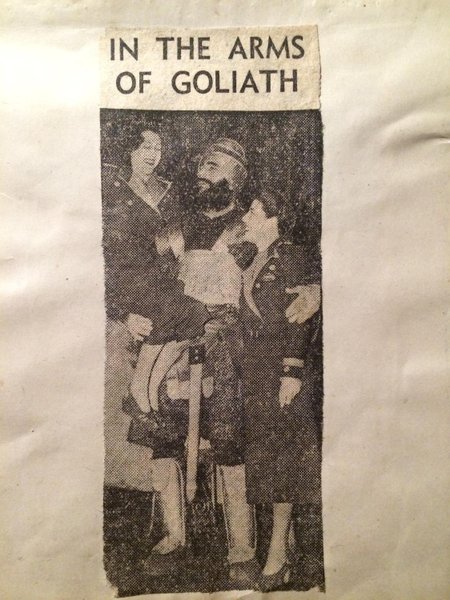 IN THE ARMS
OF GOLIATH